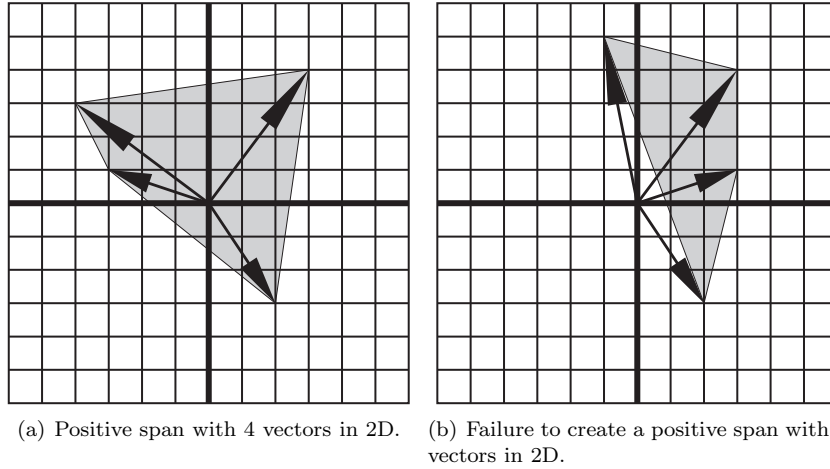 (a) Positive span with 4 vectors in 2D.
(b) Failure to create a positive span with
vectors in 2D.